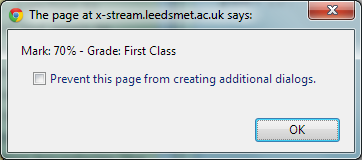 The page at x-stream.leedsmet.ac.uk says:
Mark: 70% - Grade: First Class
Prevent this page from creating additional dialogs.
OK